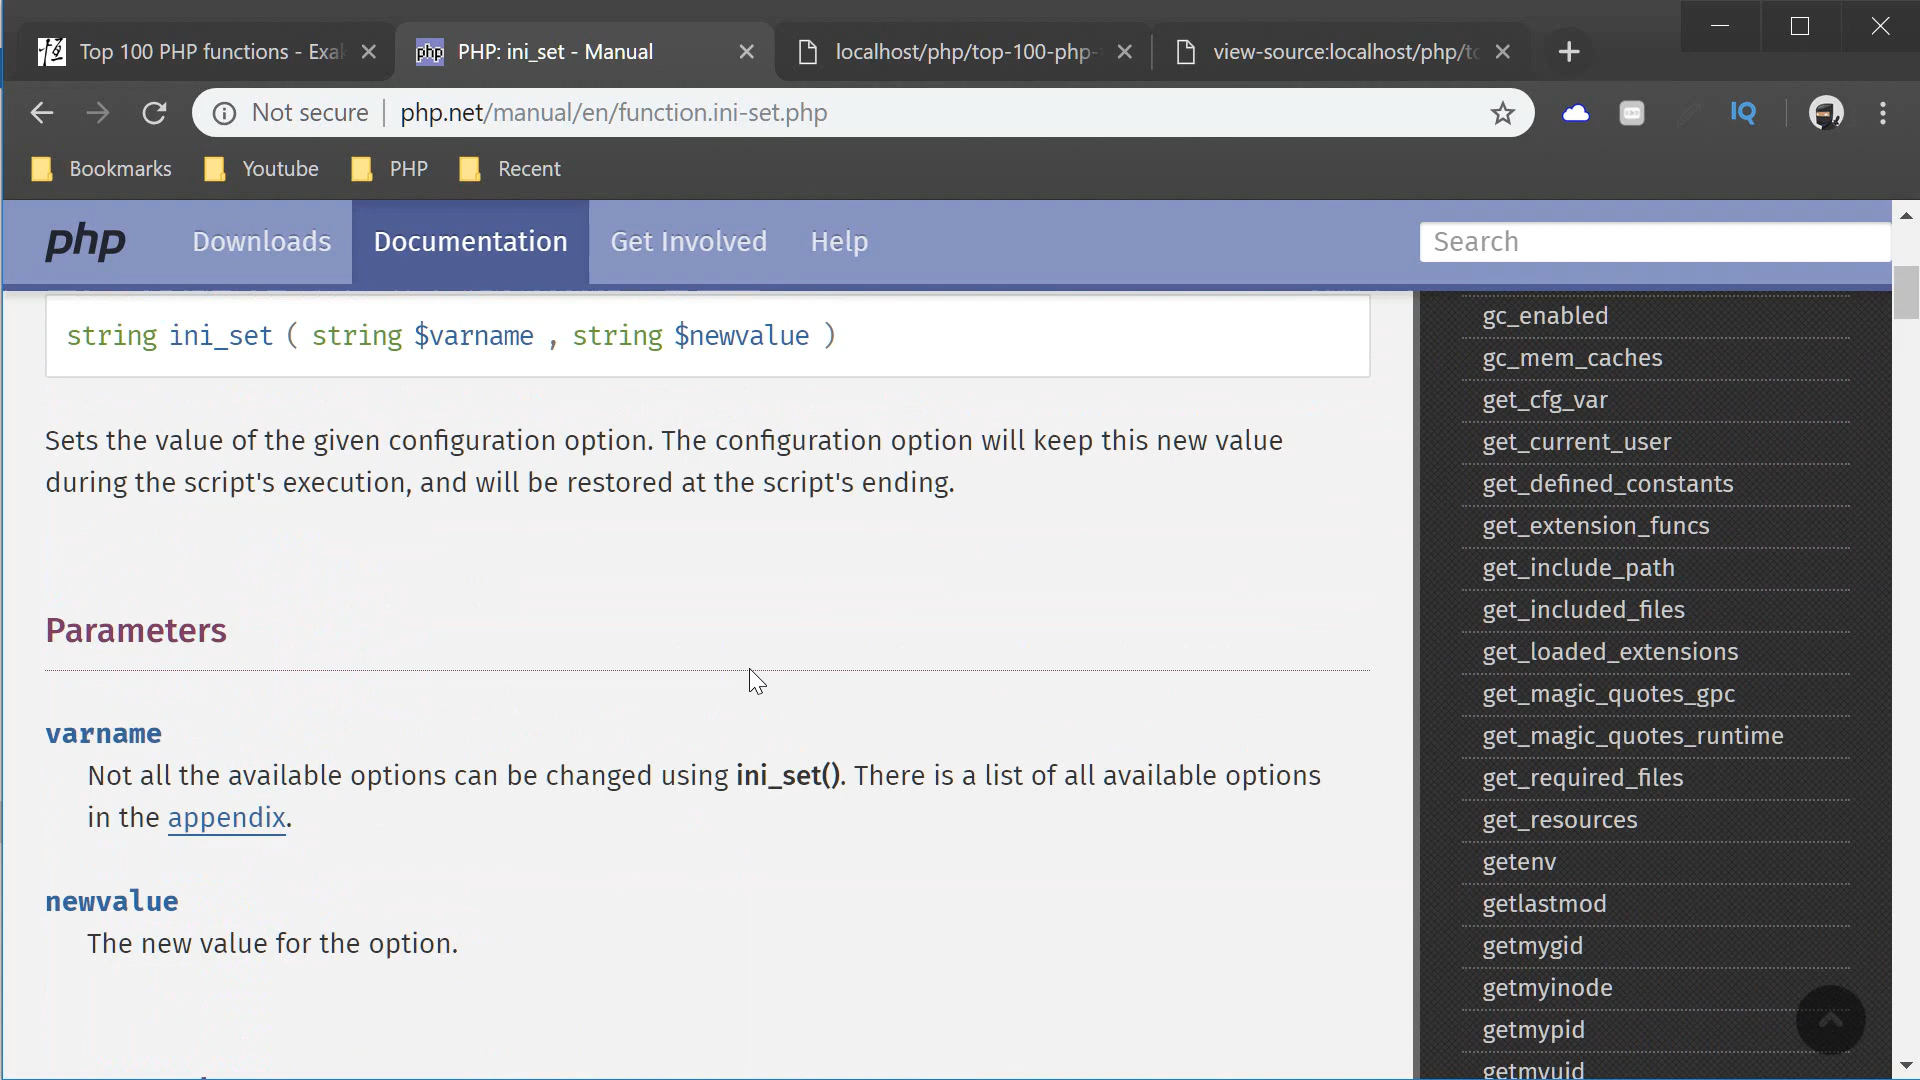 Top 100 PHP functions - Exa
php PHP: ini_set - Manual
localhost/php/top-100-php-
view-source:localhost/php/to
Not secure php.net/manual/en/function.ini-set.php
IQ
Bookmarks Youtube PHP Recent
php Downloads Documentation Get Involved Help Search
string ini_set ( string $varname , string $newvalue )
Sets the value of the given configuration option. The configuration option will keep this new value
during the script's execution, and will be restored at the script's ending.
Parameters
varname
Not all the available options can be changed using ini_set(). There is a list of all available options
in the appendix.
newvalue
The new value for the option.
gc_enabled
gc_mem_caches
get_cfg_var
get_current_user
get_defined_constants
get_extension_funcs
get_include_path
get_included_files
get_loaded_extensions
get_magic_quotes_gpc
get_magic_quotes_runtime
get_required_files
get_resources
getenv
getlastmod
getmygid
getmyinode
getmypid
getmyuid